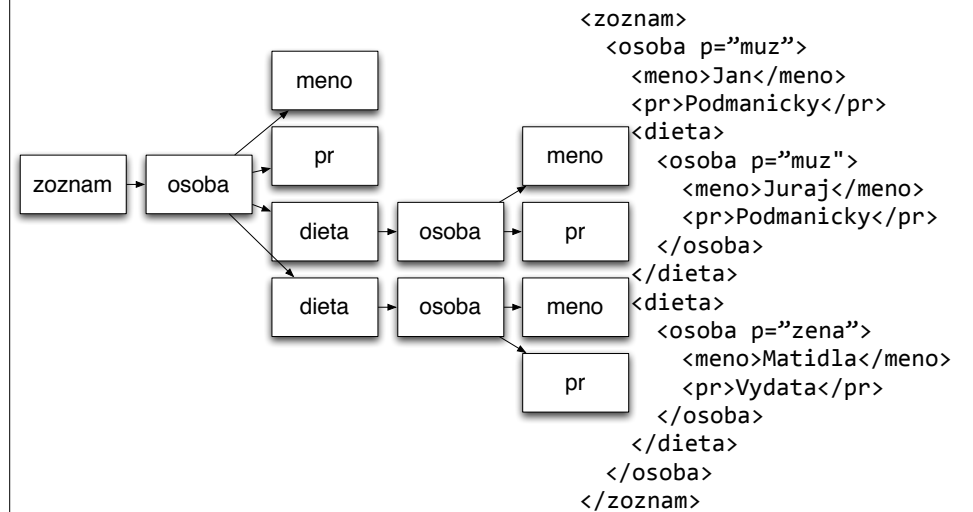 zoznam
osoba
meno
pr
dieta
osoba
meno
pr
dieta
osoba
meno
pr
<zoznam>
<osoba p=”muz”>
<meno>Jan</meno>
<pr>Podmanicky</pr>
<dieta>
<osoba p=”muz">
<meno>Juraj</meno>
<pr>Podmanicky</pr>
</osoba>
</dieta>
<dieta>
<osoba p=”zena”>
<meno>Matidla</meno>
<pr>Vydata</pr>
</osoba>
</dieta>
</osoba>
</zoznam>